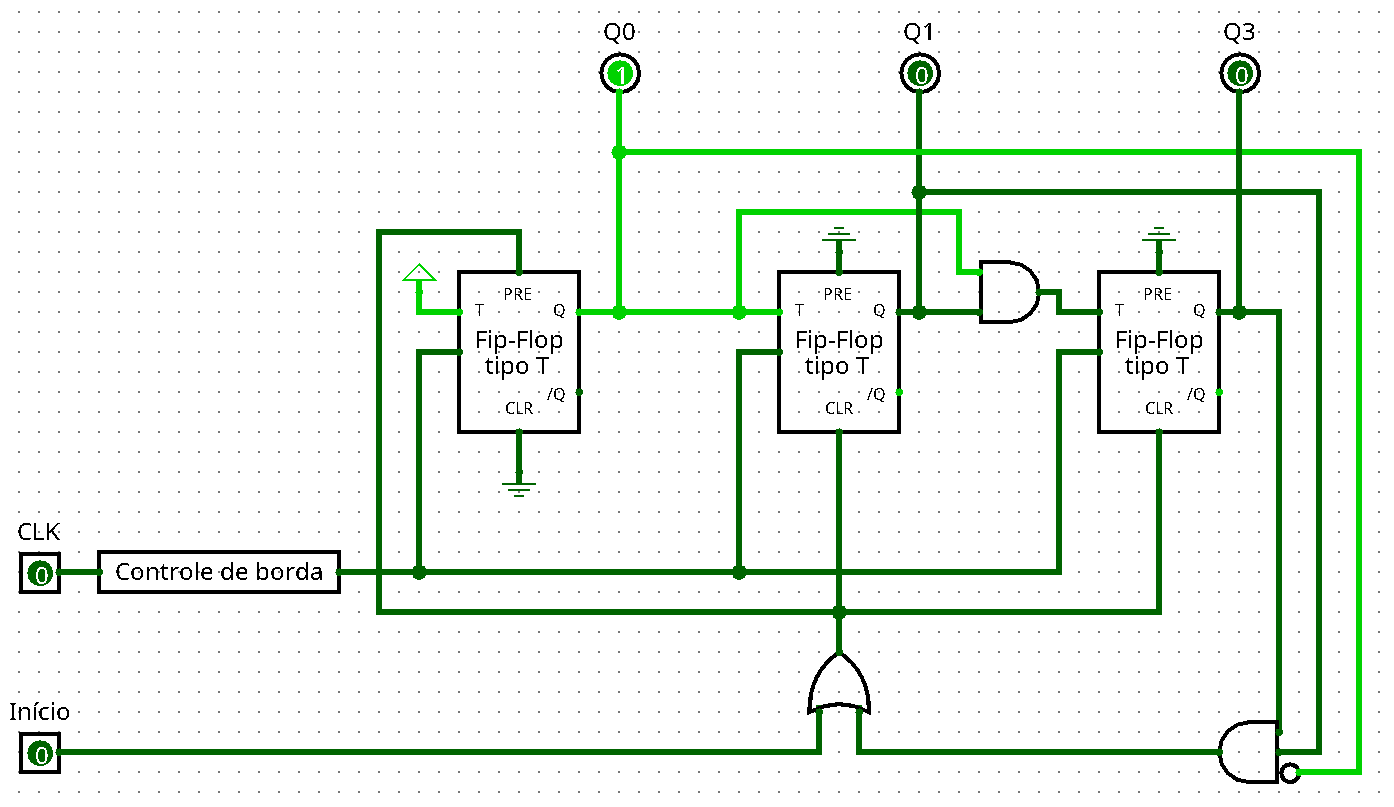 Q0
Q1
Q3
1
0
0
PRE
T
Q
Fip-Flop
tipo T
/Q
CLR
PRE
T
Q
Fip-Flop
tipo T
/Q
CLR
PRE
T
Q
Fip-Flop
tipo T
/Q
CLR
CLK
0
Controle de borda
Início
0